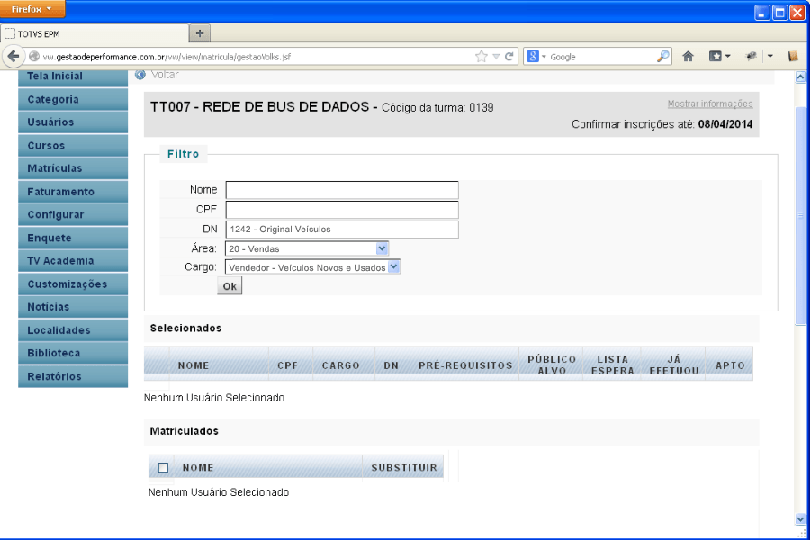 Firefox
TOTVS EPM
+
vw.gestaodeperformance.com.br/vw/view/matricula/gestaoVolks.jsf
Google
Tela Inicial
Voltar
Categoria
Usuários
Cursos
Matrículas
Faturamento
Configurar
Enquete
TV Academia
Customizações
Notícias
Localidades
Biblioteca
Relatórios
TT007 - REDE DE BUS DE DADOS - Código da turma: 0139
Mostrar informações
Confirmar inscrições até: 08/04/2014
Filtro
Nome
CPF
DN 1242 - Original Veículos
Área: 20 - Vendas
Cargo: Vendedor - Veículos Novos e Usados
Ok
Selecionados
NOME CPF CARGO DN PRÉ-REQUISITOS PÚBLICO ALVO LISTA ESPERA JÁ EFETUOU APTO
Nenhum Usuário Selecionado
Matriculados
NOME SUBSTITUIR
Nenhum Usuário Selecionado